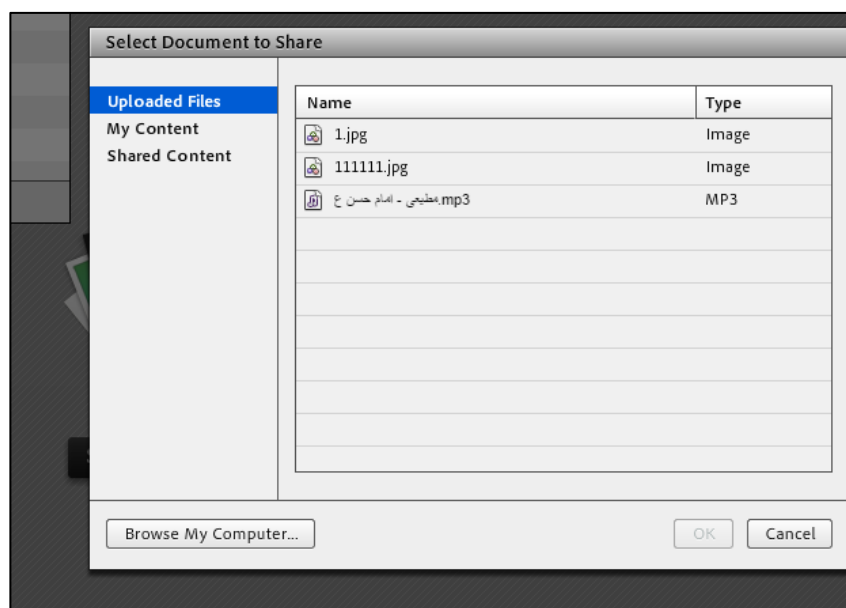 Select Document to Share
Uploaded Files
My Content
Shared Content
Name Type
1.jpg Image
111111.jpg Image
مطیعی - امام حسن ع.mp3 MP3
Browse My Computer... OK Cancel